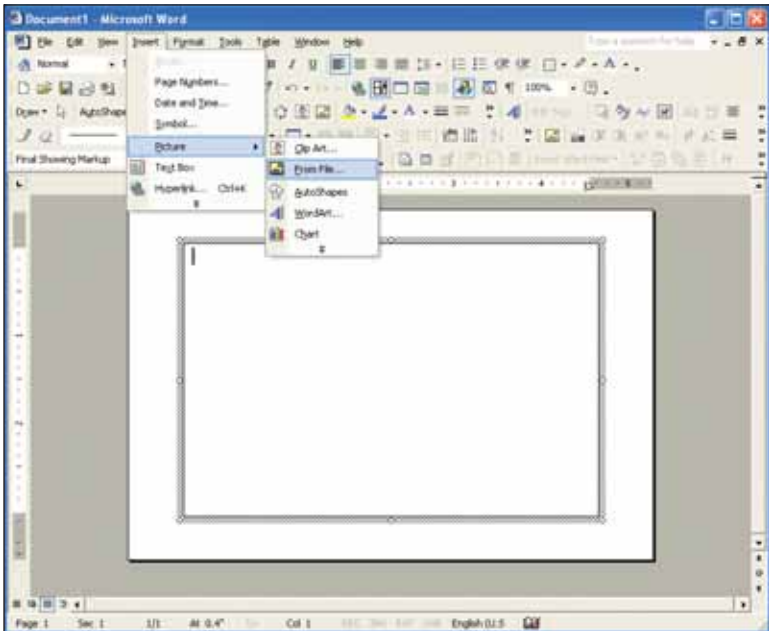 Document1 - Microsoft Word
File Edit View Insert Format Tools Table Window Help
Normal
Page Numbers...
100%
Date and Time...
Draw AutoShape
Symbol...
Picture
Clip Art...
Final Showing Markup
Text Box
From File...
Hyperlink... Ctrl+K
AutoShapes
WordArt...
Chart
Page 1 Sec 1 1/1 At 0.4" Col 1 English (U.S